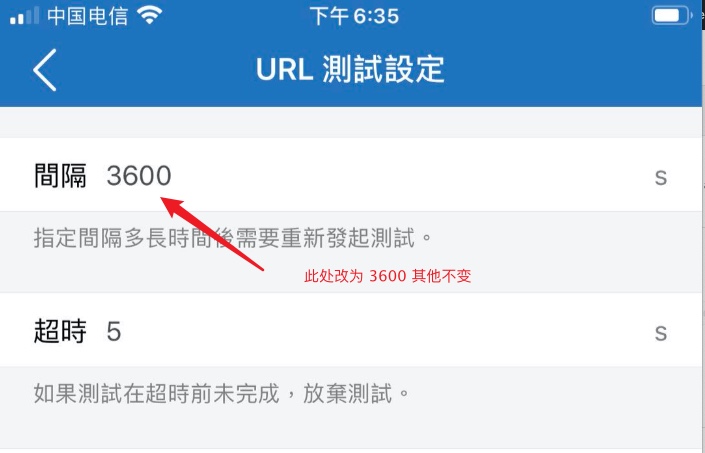 中国电信 下午6:35
URL 測試設定
間隔 3600 s
指定間隔多長時間後需要重新發起測試。
此处改为 3600 其他不变
超時 5 s
如果測試在超時前未完成，放棄測試。